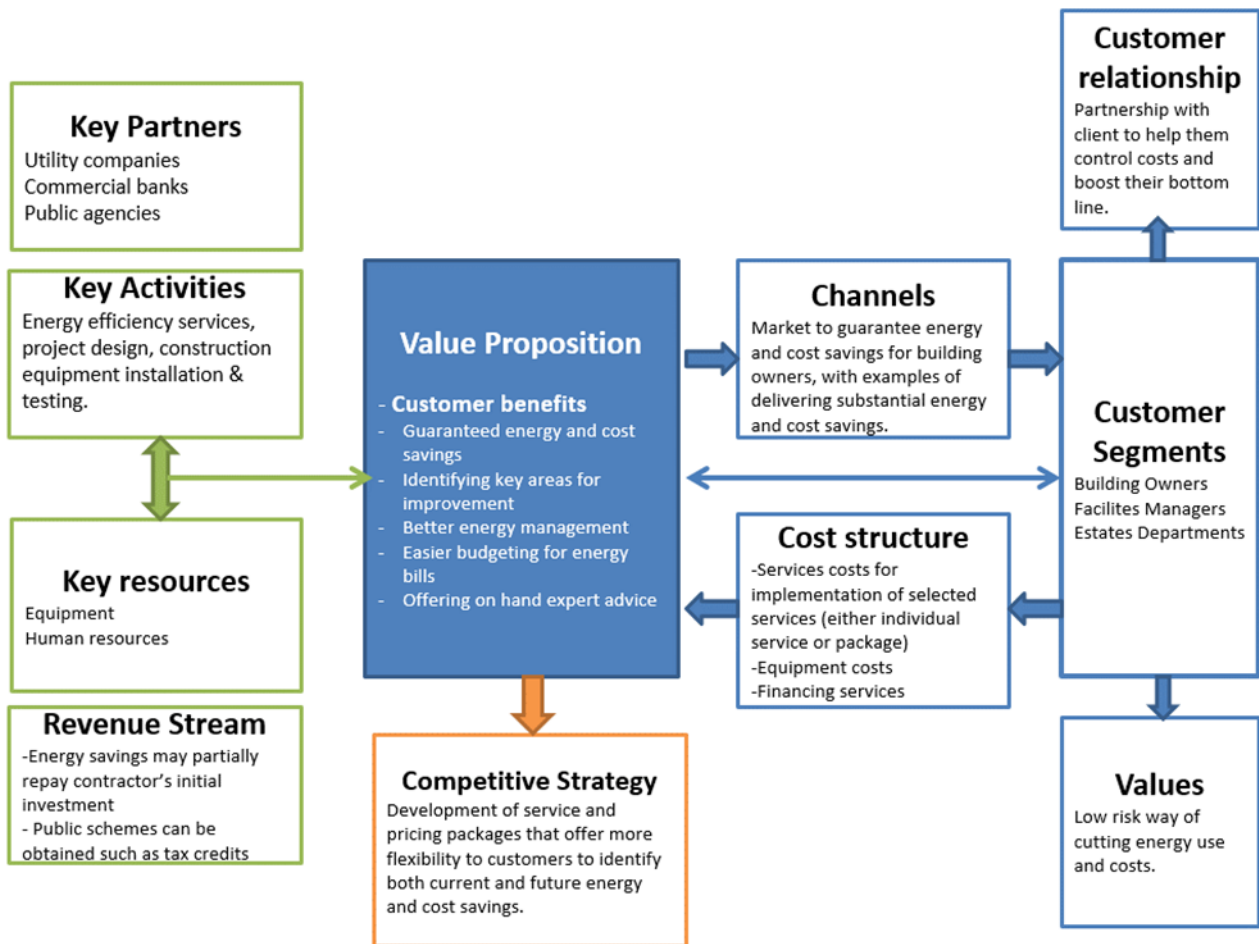 Key Partners
Utility companies
Commercial banks
Public agencies
Key Activities
Energy efficiency services,
project design, construction
equipment installation &
testing.
Key resources
Equipment
Human resources
Revenue Stream
-Energy savings may partially
repay contractor's initial
investment
- Public schemes can be
obtained such as tax credits
Value Proposition
- Customer benefits
- Guaranteed energy and cost
savings
- Identifying key areas for
improvement
- Better energy management
- Easier budgeting for energy
bills
- Offering on hand expert advice
Competitive Strategy
Development of service and
pricing packages that offer more
flexibility to customers to identify
both current and future energy
and cost savings.
Channels
Market to guarantee energy
and cost savings for building
owners, with examples of
delivering substantial energy
and cost savings.
Cost structure
-Services costs for
implementation of selected
services (either individual
service or package)
-Equipment costs
-Financing services
Customer
relationship
Partnership with
client to help them
control costs and
boost their bottom
line.
Customer
Segments
Building Owners
Facilites Managers
Estates Departments
Values
Low risk way of
cutting energy use
and costs.